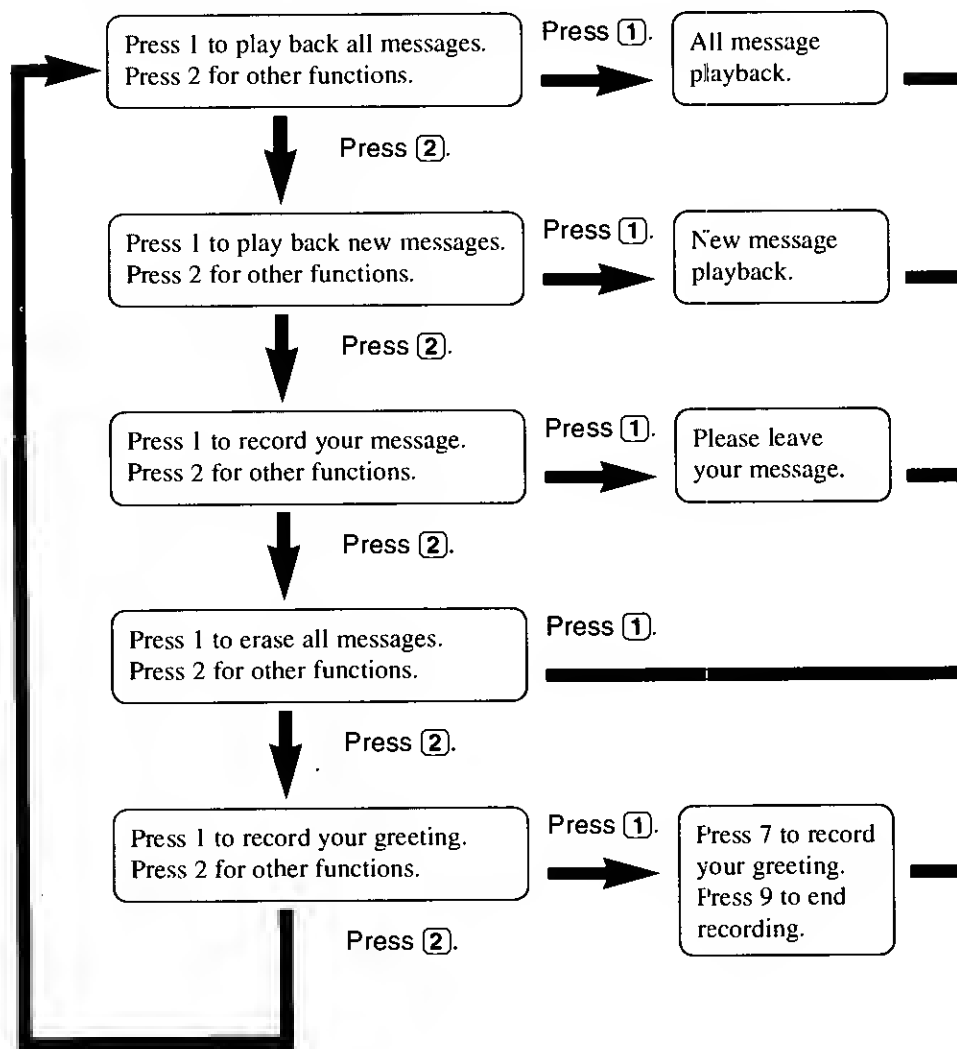 Press 1 to play back all messages.
Press 2 for other functions.
Press 1.
All message
playback.
Press 2.
Press 1 to play back new messages.
Press 2 for other functions.
Press 1.
New message
playback.
Press 2.
Press 1 to record your message.
Press 2 for other functions.
Press 1.
Please leave
your message.
Press 2.
Press 1 to erase all messages.
Press 2 for other functions.
Press 1.
Press 2.
Press 1 to record your greeting.
Press 2 for other functions.
Press 1.
Press 7 to record
your greeting.
Press 9 to end
recording.
Press 2.